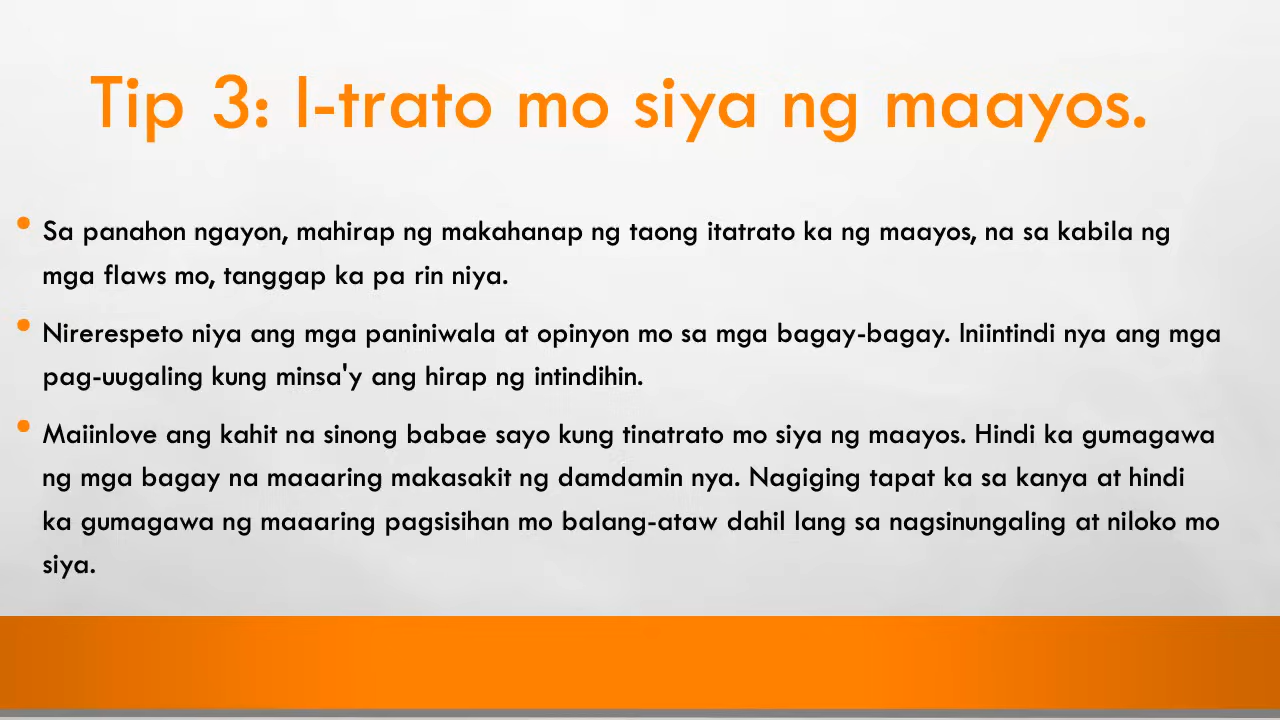 Tip 3: I-trato mo siya ng maayos.
• Sa panahon ngayon, mahirap ng makahanap ng taong itatrato ka ng maayos, na sa kabila ng
mga flaws mo, tanggap ka pa rin niya.
• Nirerespeto niya ang mga paniniwala at opinyon mo sa mga bagay-bagay. Iniintindi nya ang mga
pag-uugaling kung minsa'y ang hirap ng intindihin.
• Maiinlove ang kahit na sinong babae sayo kung tinatrato mo siya ng maayos. Hindi ka gumagawa
ng mga bagay na maaaring makasakit ng damdamin nya. Nagiging tapat ka sa kanya at hindi
ka gumagawa ng maaaring pagsisihan mo balang-ataw dahil lang sa nagsinungaling at niloko mo
siya.